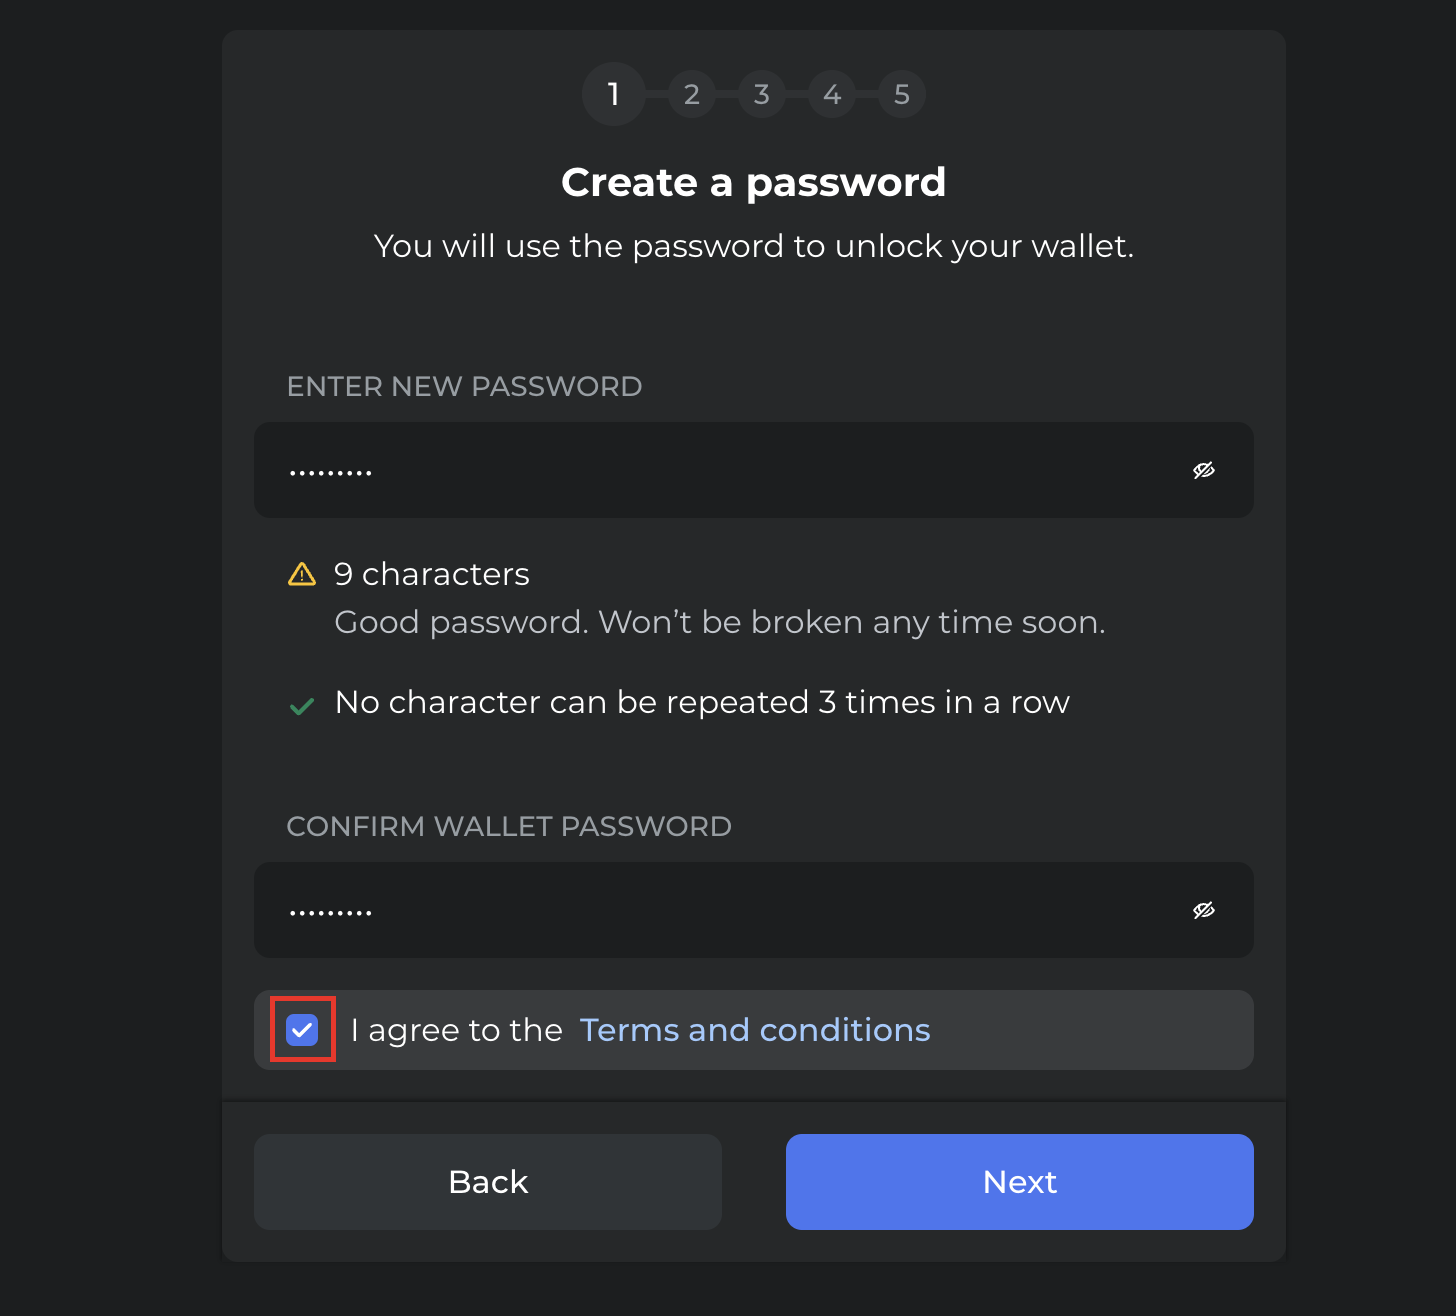 1 2 3 4 5
Create a password
You will use the password to unlock your wallet.
ENTER NEW PASSWORD
•••••••••
9 characters
Good password. Won’t be broken any time soon.
No character can be repeated 3 times in a row
CONFIRM WALLET PASSWORD
•••••••••
I agree to the Terms and conditions
Back Next